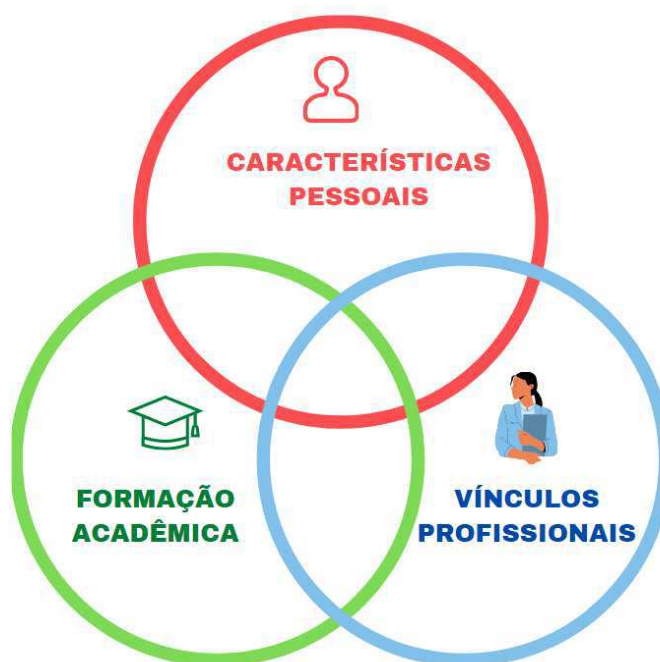 CARACTERÍSTICAS
PESSOAIS
FORMAÇÃO
ACADÊMICA
VÍNCULOS
PROFISSIONAIS